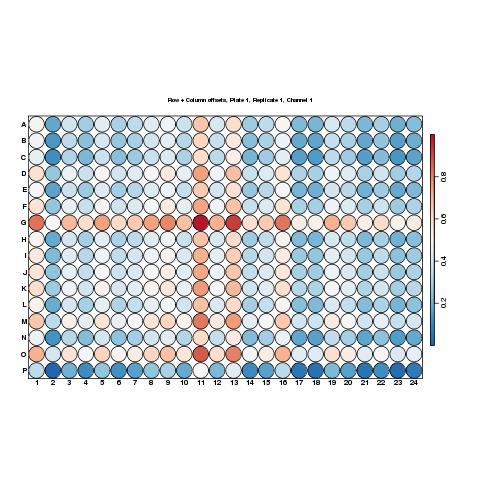 Row + Column offsets, Plate 1, Replicate 1, Channel 1
A
B
C
D
E
F
G
H
I
J
K
L
M
N
O
P
1 2 3 4 5 6 7 8 9 10 11 12 13 14 15 16 17 18 19 20 21 22 23 24
0.8
0.6
0.4
0.2